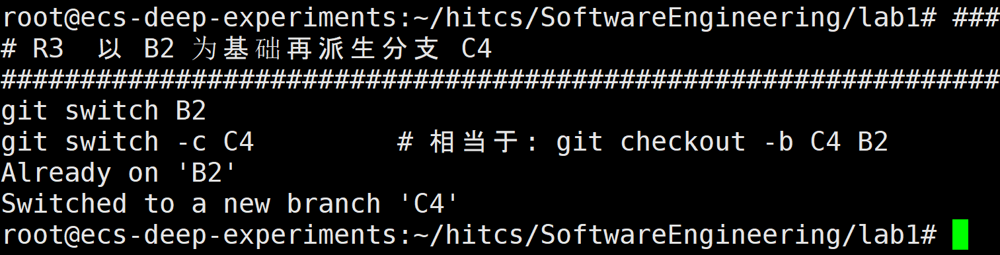 root@ecs-deep-experiments:~/hitcs/SoftwareEngineering/lab1# ###
# R3  以 B2 为基础再派生分支 C4
###############################################################
git switch B2
git switch -c C4         # 相当于: git checkout -b C4 B2
Already on 'B2'
Switched to a new branch 'C4'
root@ecs-deep-experiments:~/hitcs/SoftwareEngineering/lab1#